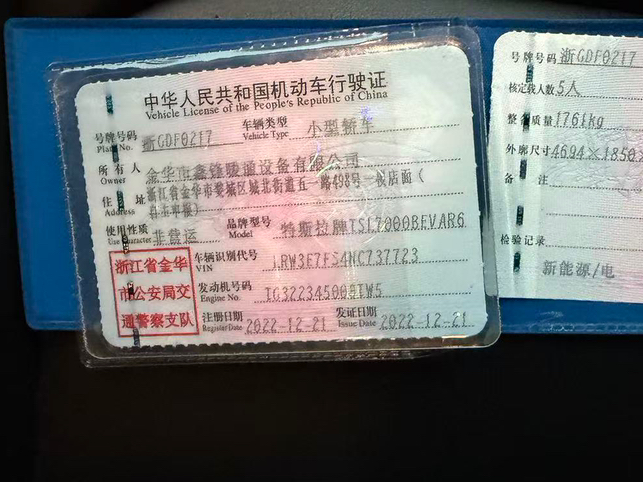 中华人民共和国机动车行驶证
Vehicle License of the People's Republic of China
号牌号码 浙GDF0217 车辆类型 小型轿车
Plate No. Vehicle Type
所有人 金华市鑫锋暖通设备有限公司
Owner
住址 浙江省金华市婺城区城北街道五一路498号一楼店面(
Address 自主申报)
使用性质 非营运 品牌型号 特斯拉牌TSL7000BEVAR6
Use Character Model
车辆识别代号 LRW3E7FS4NC737723
VIN
浙江省金华
市公安局交
通警察支队
发动机号码 TG322345009TW5
Engine No.
注册日期 2022-12-21 发证日期 2022-12-21
Register Date Issue Date
号牌号码 浙GDF0217
核定载人数 5人
整备质量 1761kg
外廓尺寸 4694×1850
备注
检验记录
新能源/电